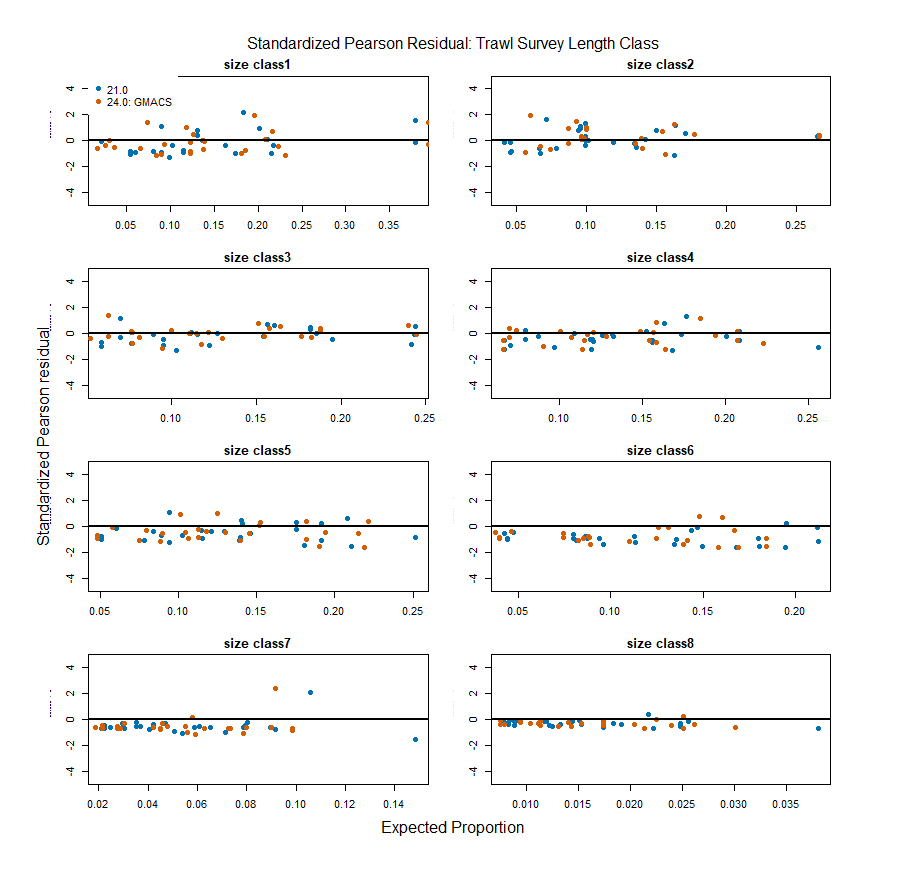 Standardized Pearson Residual: Trawl Survey Length Class
size class1
size class2
21.0
24.0: GMACS
4
2
0
-2
-4
0.05 0.10 0.15 0.20 0.25 0.30 0.35
4
2
0
-2
-4
0.05 0.10 0.15 0.20 0.25
size class3
size class4
4
2
0
-2
-4
0.10 0.15 0.20 0.25
4
2
0
-2
-4
0.10 0.15 0.20 0.25
Standardized Pearson residual
size class5
size class6
4
2
0
-2
-4
0.05 0.10 0.15 0.20 0.25
4
2
0
-2
-4
0.05 0.10 0.15 0.20
size class7
size class8
4
2
0
-2
-4
0.02 0.04 0.06 0.08 0.10 0.12 0.14
4
2
0
-2
-4
0.010 0.015 0.020 0.025 0.030 0.035
Expected Proportion